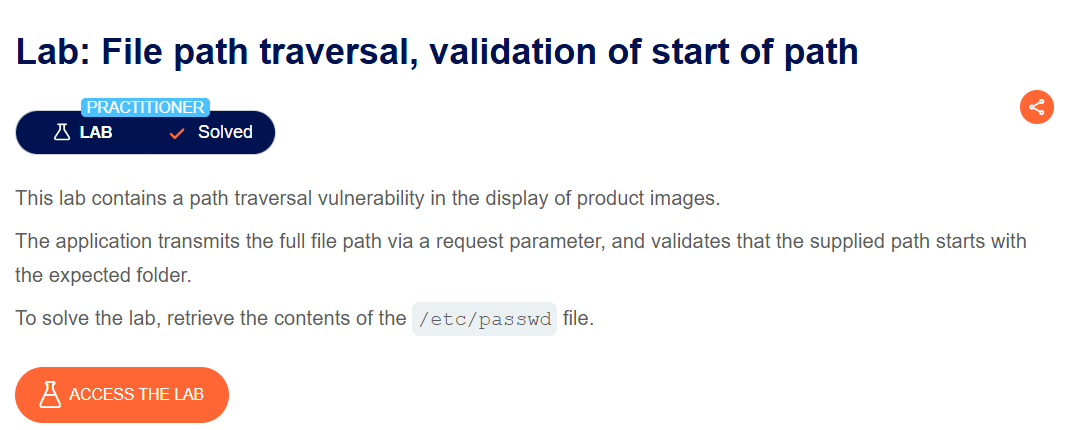 Lab: File path traversal, validation of start of path
PRACTITIONER
LAB
Solved
This lab contains a path traversal vulnerability in the display of product images.
The application transmits the full file path via a request parameter, and validates that the supplied path starts with
the expected folder.
To solve the lab, retrieve the contents of the /etc/passwd file.
ACCESS THE LAB